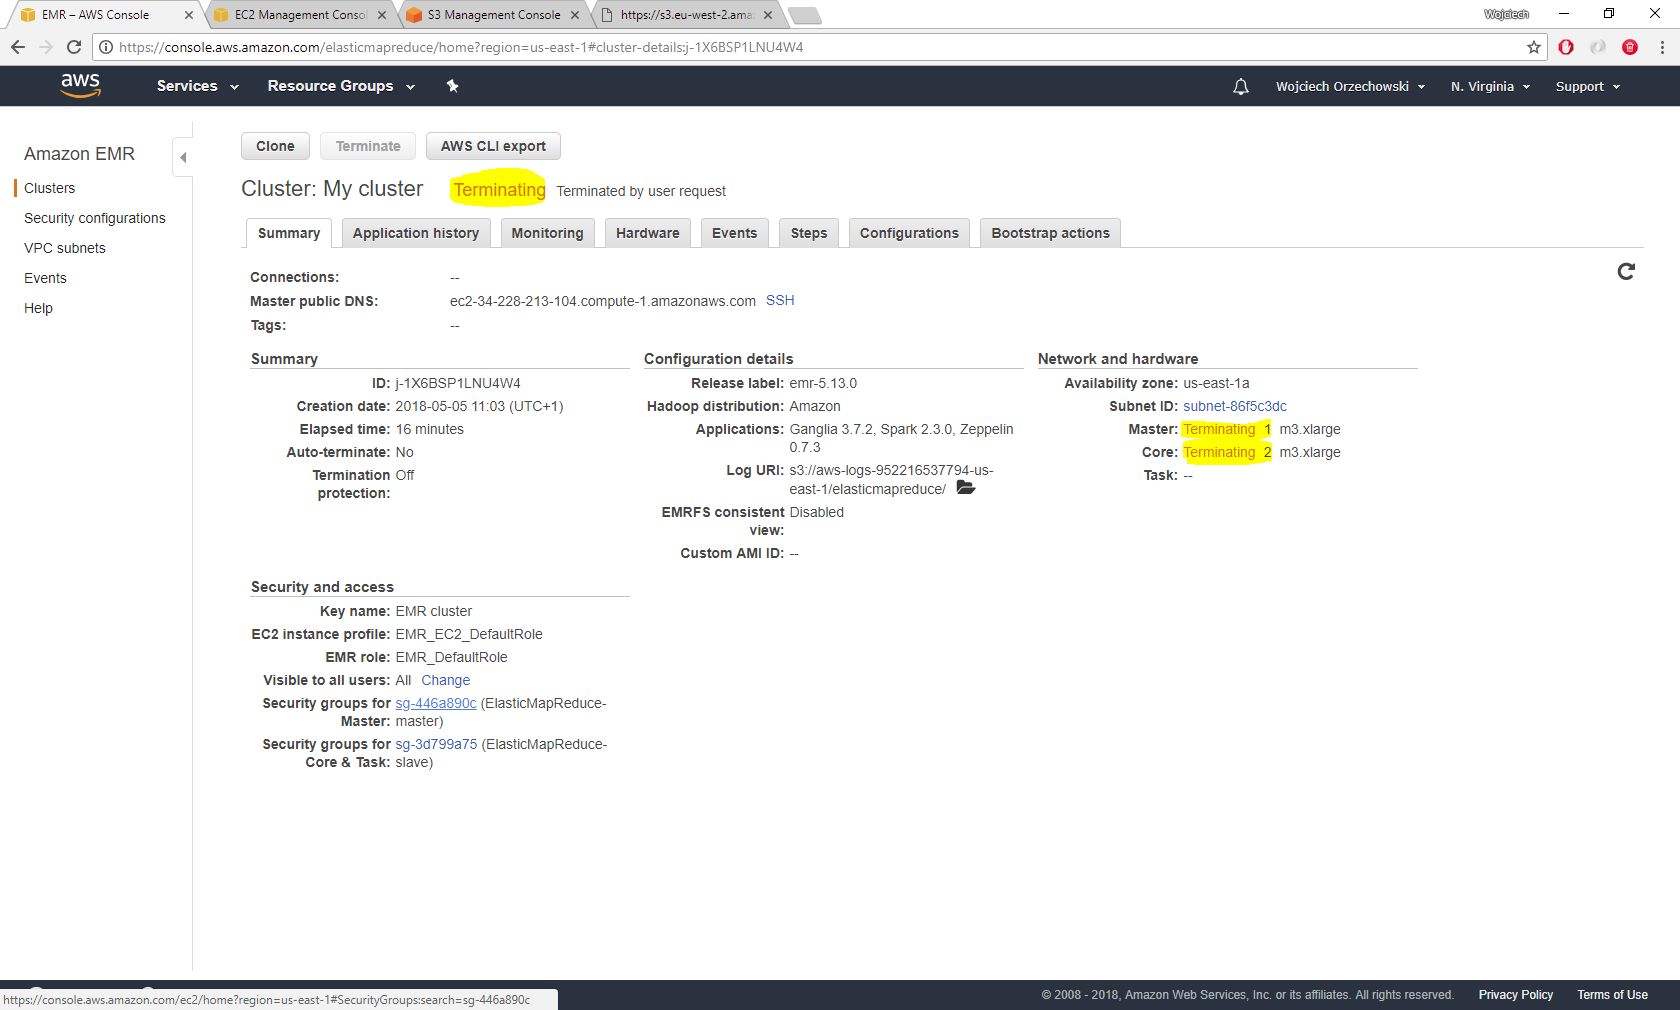 EMR – AWS Console
EC2 Management Consol
S3 Management Console
https://s3.eu-west-2.ama
Wojciech
https://console.aws.amazon.com/elasticmapreduce/home?region=us-east-1#cluster-details:j-1X6BSP1LNU4W4
aws
Services
Resource Groups
Wojciech Orzechowski
N. Virginia
Support
Amazon EMR
Clusters
Security configurations
VPC subnets
Events
Help
Clone
Terminate
AWS CLI export
Cluster: My cluster
Terminating
Terminated by user request
Summary
Application history
Monitoring
Hardware
Events
Steps
Configurations
Bootstrap actions
Connections: --
Master public DNS: ec2-34-228-213-104.compute-1.amazonaws.com SSH
Tags: --
Summary
ID: j-1X6BSP1LNU4W4
Creation date: 2018-05-05 11:03 (UTC+1)
Elapsed time: 16 minutes
Auto-terminate: No
Termination Off
protection:
Configuration details
Release label: emr-5.13.0
Hadoop distribution: Amazon
Applications: Ganglia 3.7.2, Spark 2.3.0, Zeppelin
0.7.3
Log URI: s3://aws-logs-952216537794-us-
east-1/elasticmapreduce/
EMRFS consistent Disabled
view:
Custom AMI ID: --
Network and hardware
Availability zone: us-east-1a
Subnet ID: subnet-86f5c3dc
Master: Terminating 1 m3.xlarge
Core: Terminating 2 m3.xlarge
Task: --
Security and access
Key name: EMR cluster
EC2 instance profile: EMR_EC2_DefaultRole
EMR role: EMR_DefaultRole
Visible to all users: All Change
Security groups for sg-446a890c (ElasticMapReduce-
Master: master)
Security groups for sg-3d799a75 (ElasticMapReduce-
Core & Task: slave)
https://console.aws.amazon.com/ec2/home?region=us-east-1#SecurityGroups:search=sg-446a890c
© 2008 - 2018, Amazon Web Services, Inc. or its affiliates. All rights reserved.
Privacy Policy
Terms of Use